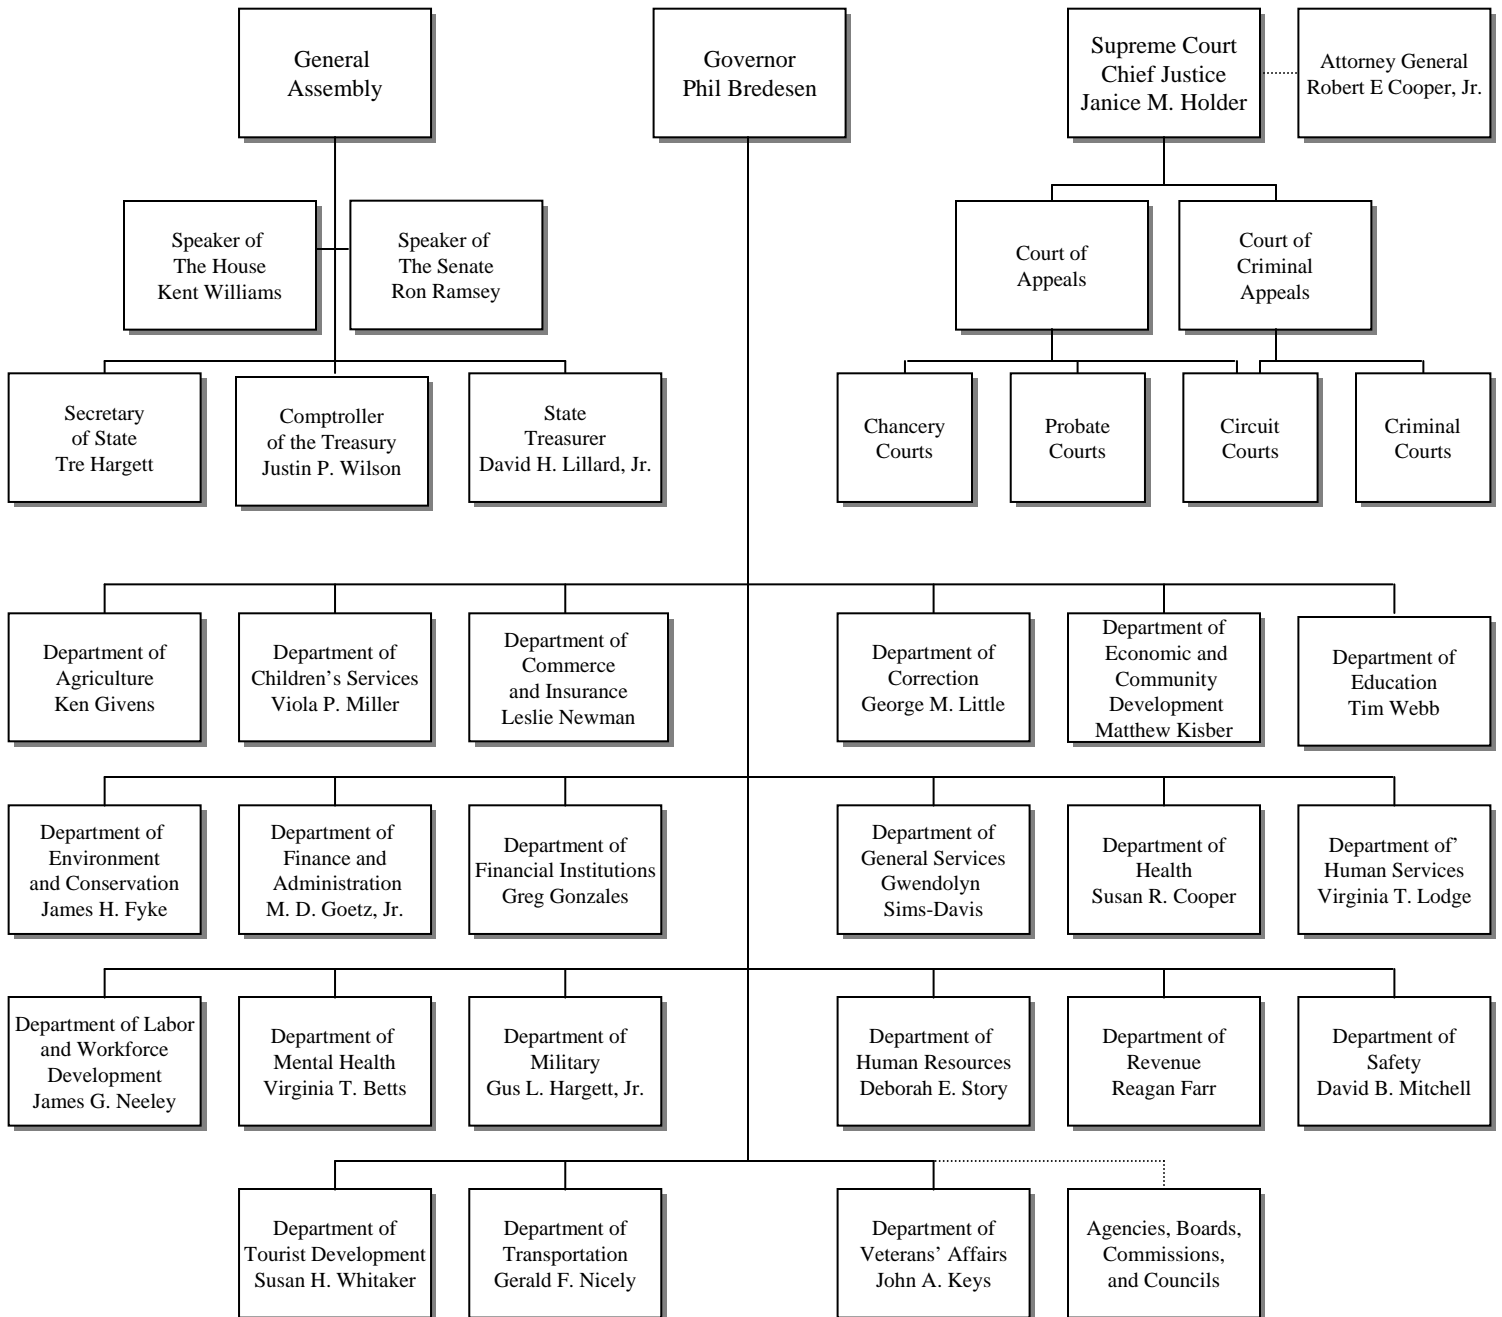 General
Assembly
Governor
Phil Bredesen
Supreme Court
Chief Justice
Janice M. Holder
Attorney General
Robert E Cooper, Jr.
Speaker of
The House
Kent Williams
Speaker of
The Senate
Ron Ramsey
Court of
Appeals
Court of
Criminal
Appeals
Secretary
of State
Tre Hargett
Comptroller
of the Treasury
Justin P. Wilson
State
Treasurer
David H. Lillard, Jr.
Chancery
Courts
Probate
Courts
Circuit
Courts
Criminal
Courts
Department of
Agriculture
Ken Givens
Department of
Children’s Services
Viola P. Miller
Department of
Commerce
and Insurance
Leslie Newman
Department of
Correction
George M. Little
Department of
Economic and
Community
Development
Matthew Kisber
Department of
Education
Tim Webb
Department of
Environment
and Conservation
James H. Fyke
Department of
Finance and
Administration
M. D. Goetz, Jr.
Department of
Financial Institutions
Greg Gonzales
Department of
General Services
Gwendolyn
Sims-Davis
Department of
Health
Susan R. Cooper
Department of’
Human Services
Virginia T. Lodge
Department of Labor
and Workforce
Development
James G. Neeley
Department of
Mental Health
Virginia T. Betts
Department of
Military
Gus L. Hargett, Jr.
Department of
Human Resources
Deborah E. Story
Department of
Revenue
Reagan Farr
Department of
Safety
David B. Mitchell
Department of
Tourist Development
Susan H. Whitaker
Department of
Transportation
Gerald F. Nicely
Department of
Veterans’ Affairs
John A. Keys
Agencies, Boards,
Commissions,
and Councils